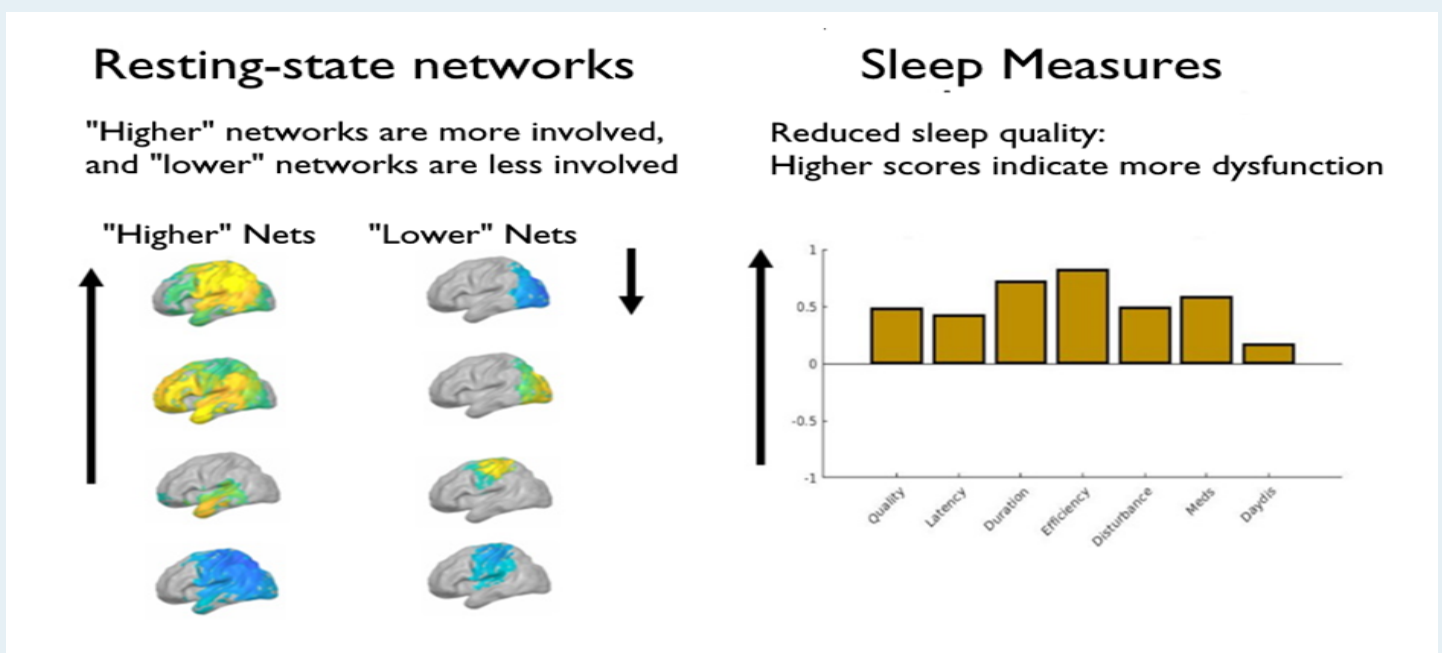 Resting-state networks
"Higher" networks are more involved,
and "lower" networks are less involved
"Higher" Nets
"Lower" Nets
Sleep Measures
Reduced sleep quality:
Higher scores indicate more dysfunction
1
0.5
0
-0.5
-1
Quality
Latency
Duration
Efficiency
Disturbance
Meds
Daydis